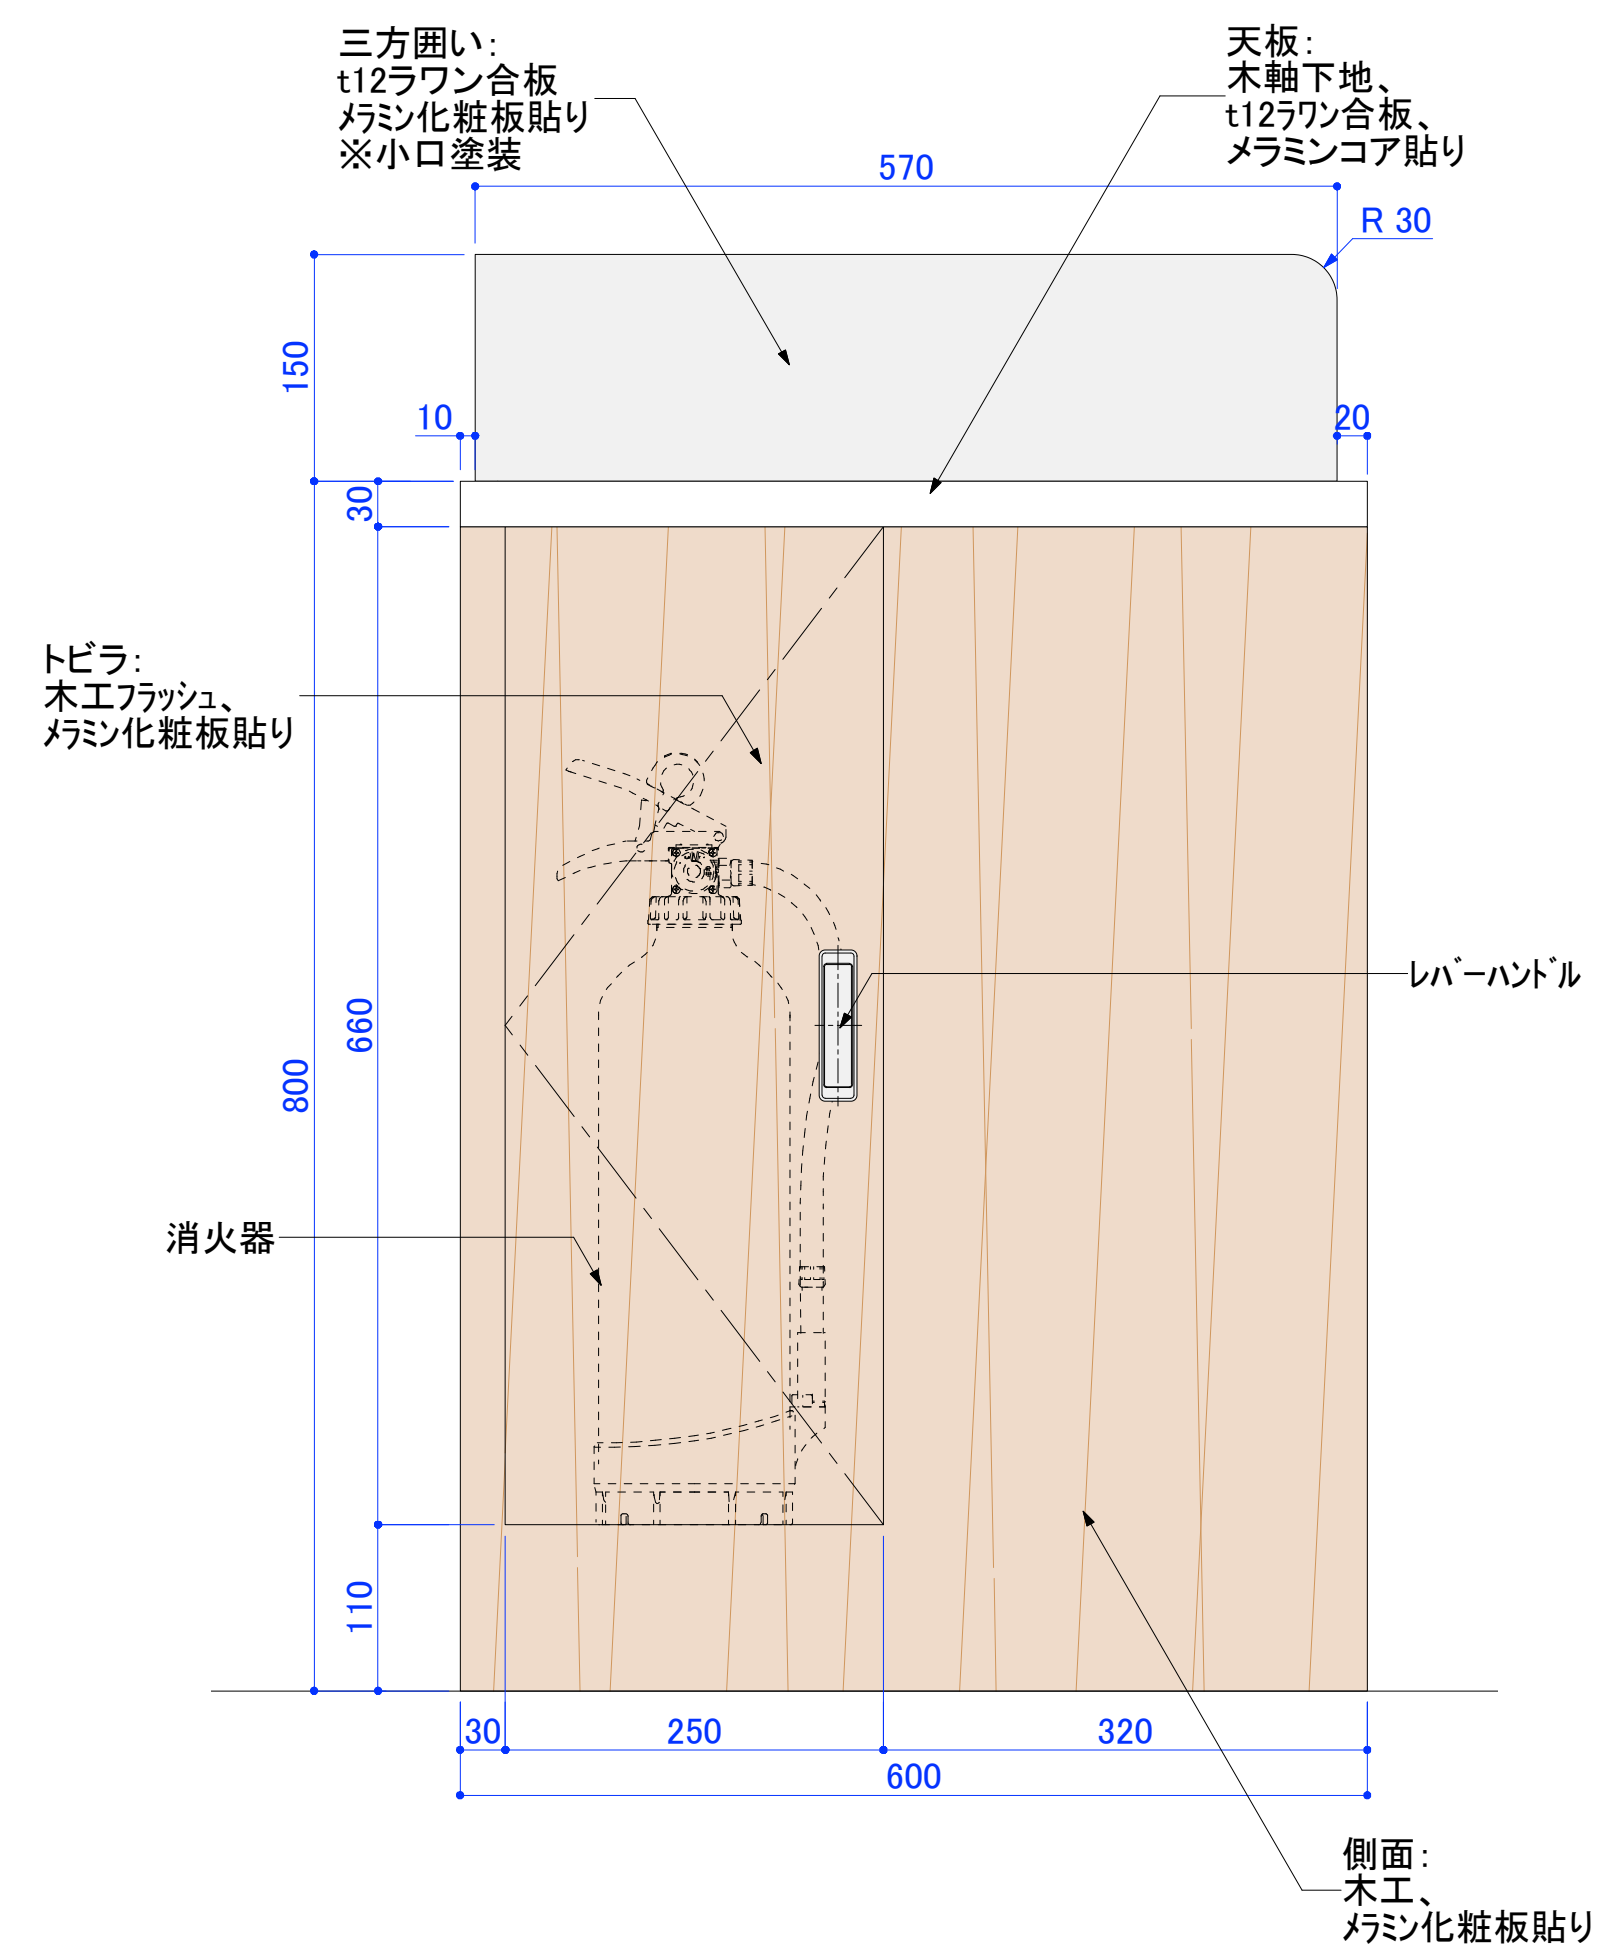 三方囲い:
t12ラワン合板
ﾒﾗﾐﾝ化粧板貼り
※小口塗装
天板:
木軸下地、
t12ﾗﾜﾝ合板、
メラミンコア貼り
570
R 30
150
10
20
30
トビラ:
木工ﾌﾗｯｼｭ、
ﾒﾗﾐﾝ化粧板貼り
ﾚﾊﾞｰﾊﾝﾄﾞﾙ
660
800
消火器
110
30
250
320
600
側面:
木工、
ﾒﾗﾐﾝ化粧板貼り